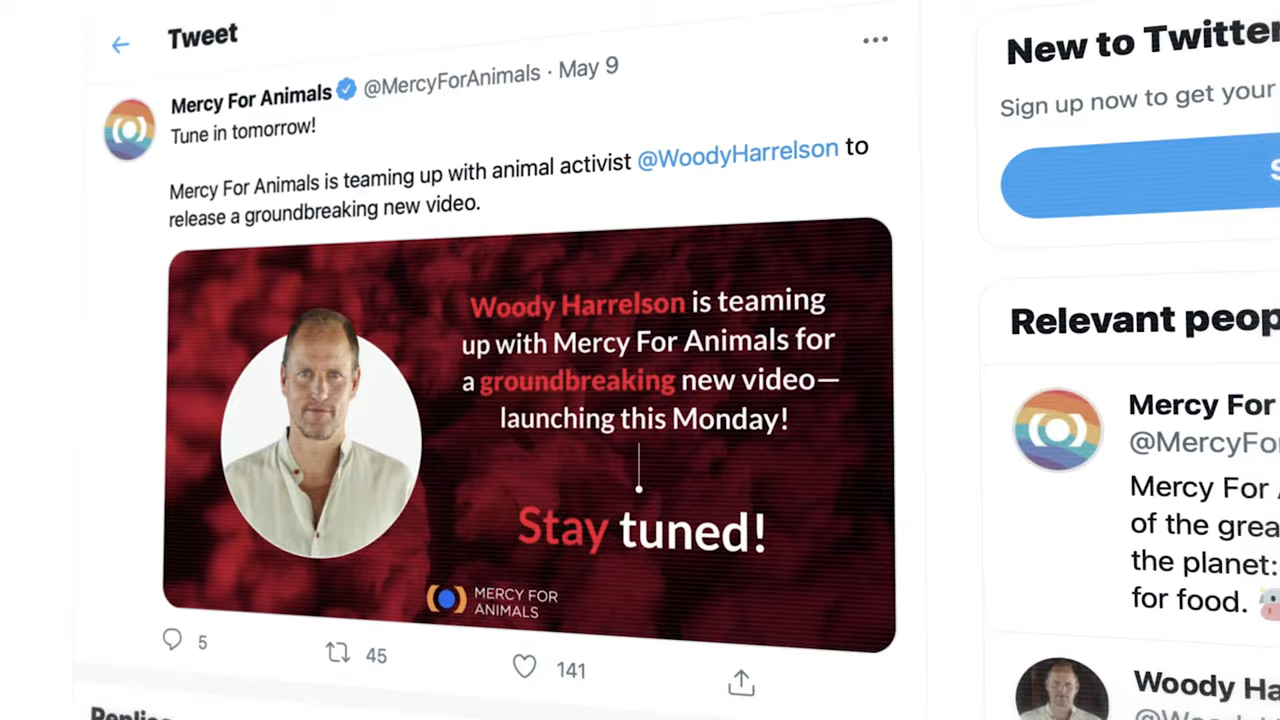 Tweet
Mercy For Animals @MercyForAnimals · May 9
Tune in tomorrow!
Mercy For Animals is teaming up with animal activist @WoodyHarrelson to
release a groundbreaking new video.
Woody Harrelson is teaming
up with Mercy For Animals for
a groundbreaking new video—
launching this Monday!
Stay tuned!
MERCY FOR
ANIMALS
5
45
141
New to Twitter
Sign up now to get your
Relevant peop
Mercy For
@MercyFor
Mercy For
of the grea
the planet:
for food.
Woody Ha